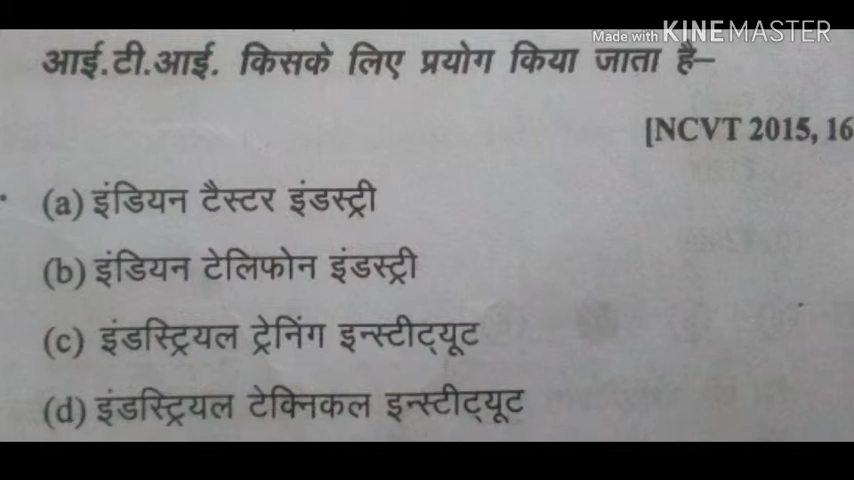 Made with KINEMASTER
आई.टी.आई. किसके लिए प्रयोग किया जाता है–
[NCVT 2015, 16
(a) इंडियन टैस्टर इंडस्ट्री
(b) इंडियन टेलिफोन इंडस्ट्री
(c) इंडस्ट्रियल ट्रेनिंग इन्स्टीट्यूट
(d) इंडस्ट्रियल टेक्निकल इन्स्टीट्यूट